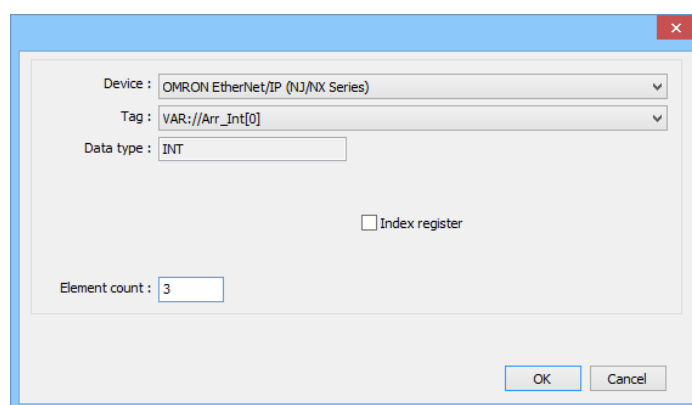 Device : OMRON EtherNet/IP (NJ/NX Series)
Tag : VAR://Arr_Int[0]
Data type : INT
Index register
Element count : 3
OK Cancel